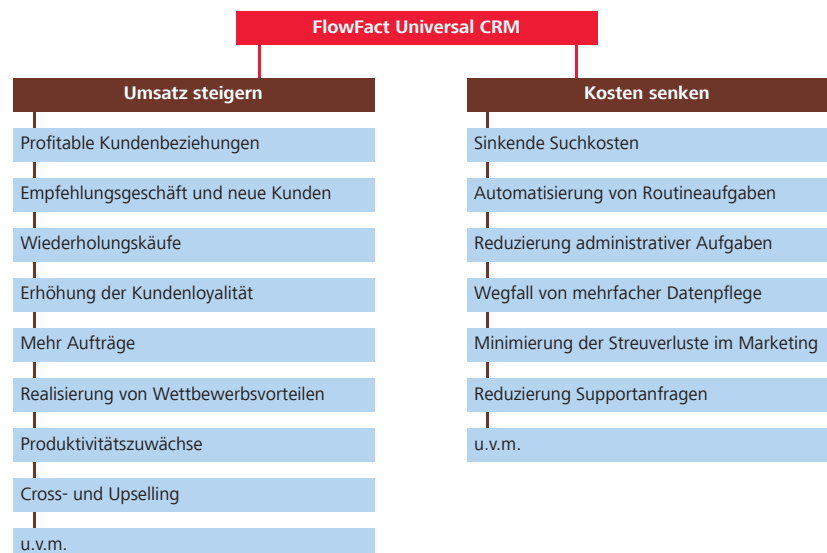 FlowFact Universal CRM
Umsatz steigern
Profitable Kundenbeziehungen
Empfehlungsgeschäft und neue Kunden
Wiederholungskäufe
Erhöhung der Kundenloyalität
Mehr Aufträge
Realisierung von Wettbewerbsvorteilen
Produktivitätszuwächse
Cross- und Upselling
u.v.m.
Kosten senken
Sinkende Suchkosten
Automatisierung von Routineaufgaben
Reduzierung administrativer Aufgaben
Wegfall von mehrfacher Datenpflege
Minimierung der Streuverluste im Marketing
Reduzierung Supportanfragen
u.v.m.